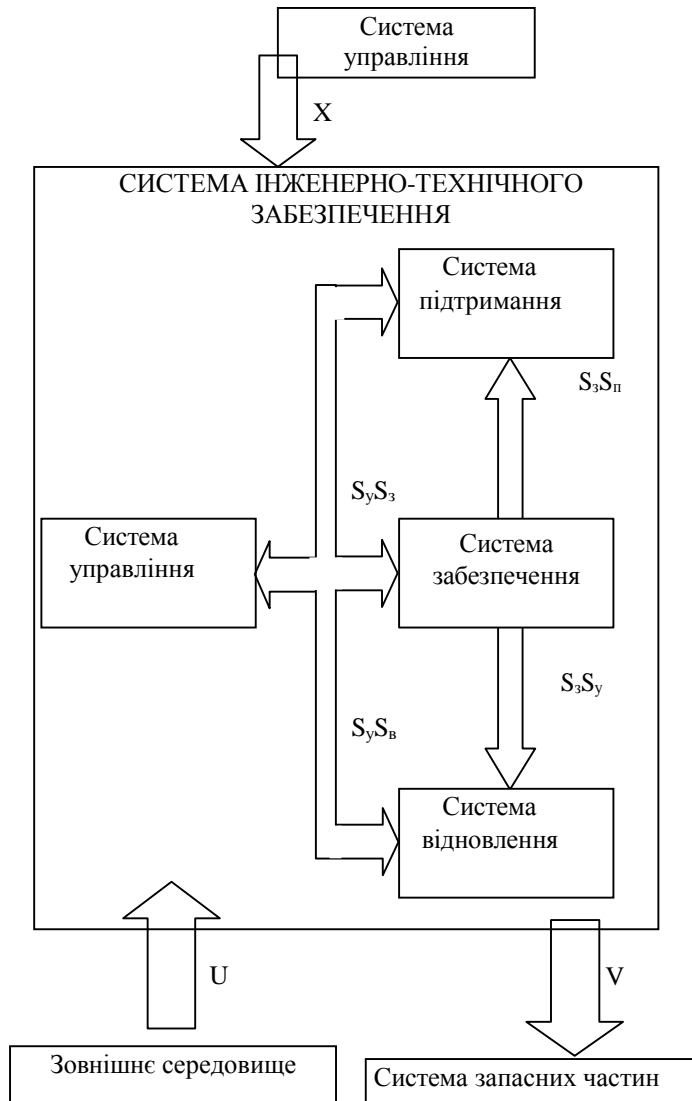 Система
управління
X
СИСТЕМА ІНЖЕНЕРНО-ТЕХНІЧНОГО
ЗАБЕЗПЕЧЕННЯ
Система
підтримання
SзSп
SуSз
Система
управління
Система
забезпечення
SзSу
SуSв
Система
відновлення
U
V
Зовнішнє середовище
Система запасних частин